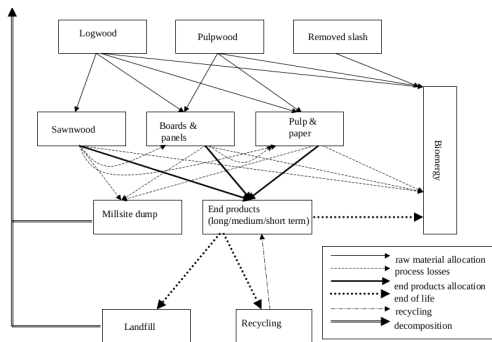 Logwood
Pulpwood
Removed slash
Sawnwood
Boards &
panels
Pulp &
paper
Bioenergy
Millsite dump
End products
(long/medium/short term)
Landfill
Recycling
raw material allocation
process losses
end products allocation
end of life
recycling
decomposition